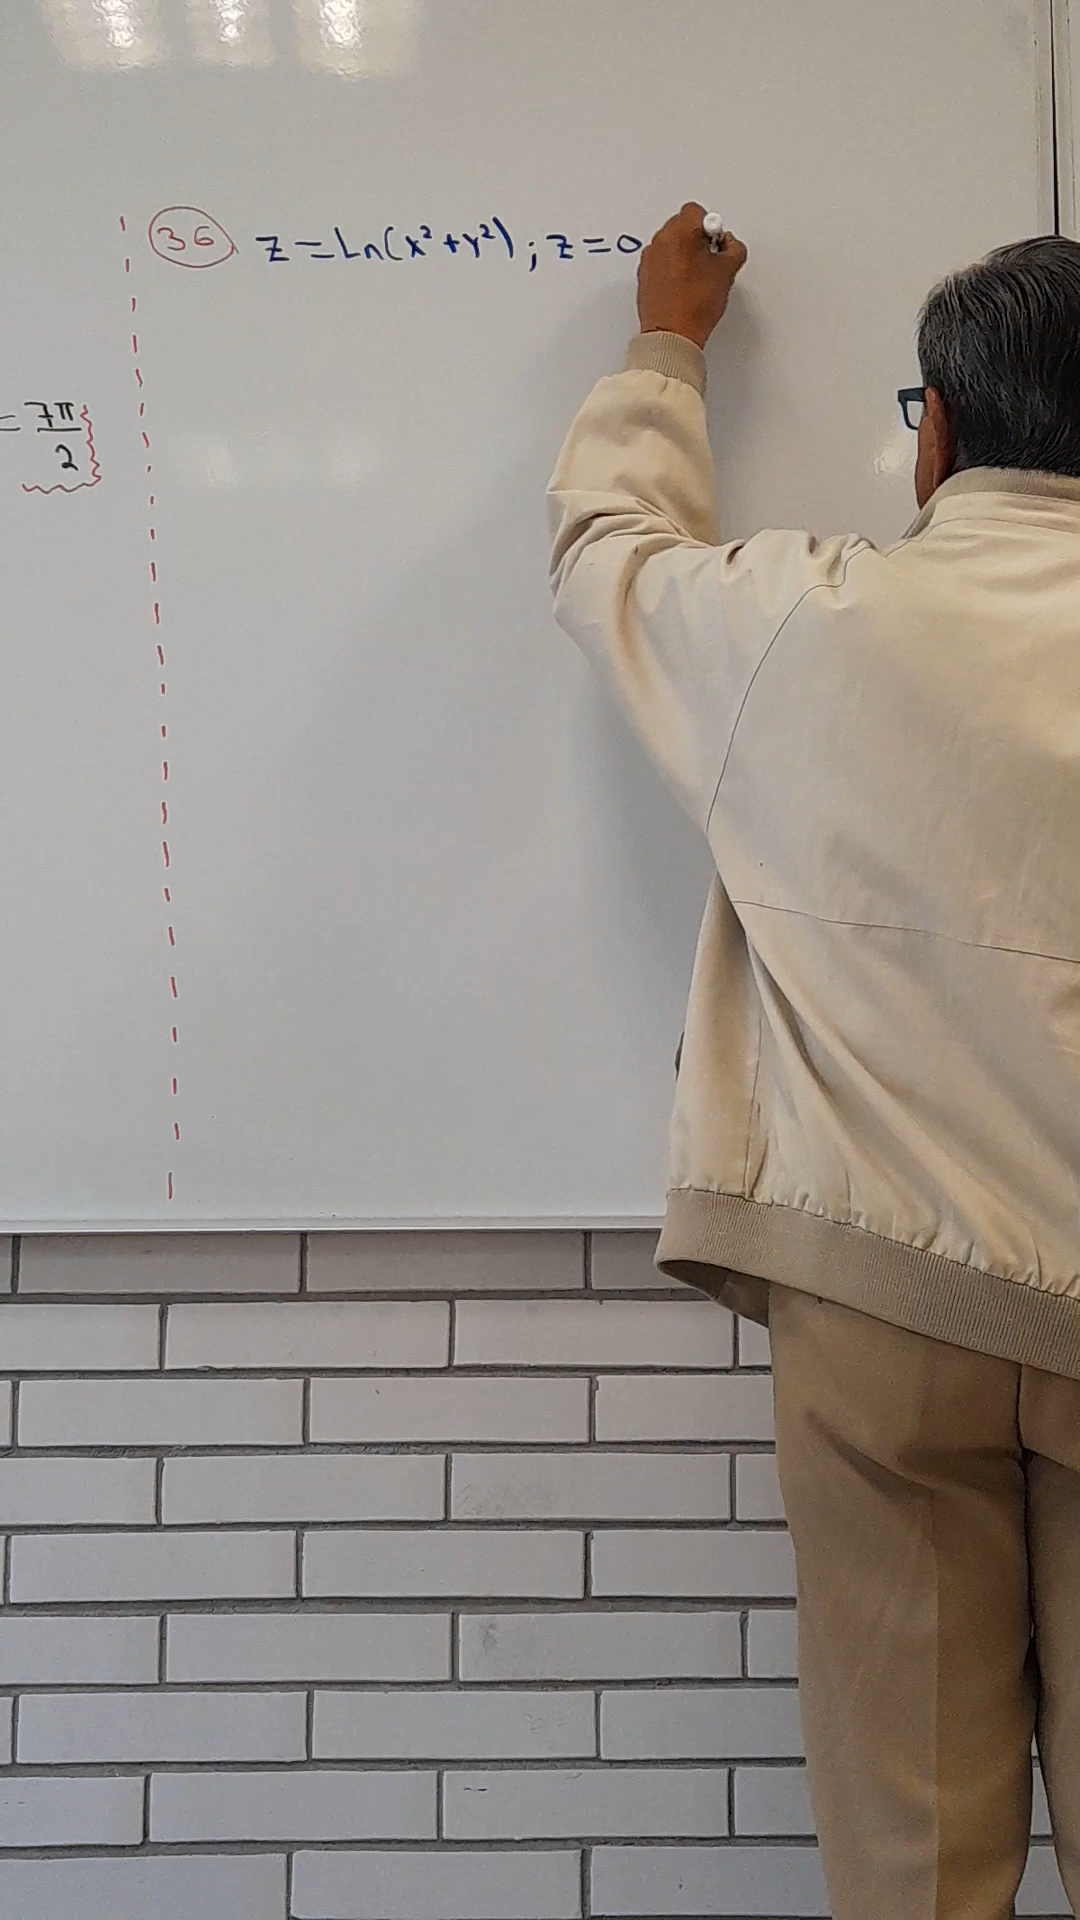 36 z = Ln(x² + y²) ; z = 0
= 7π
2